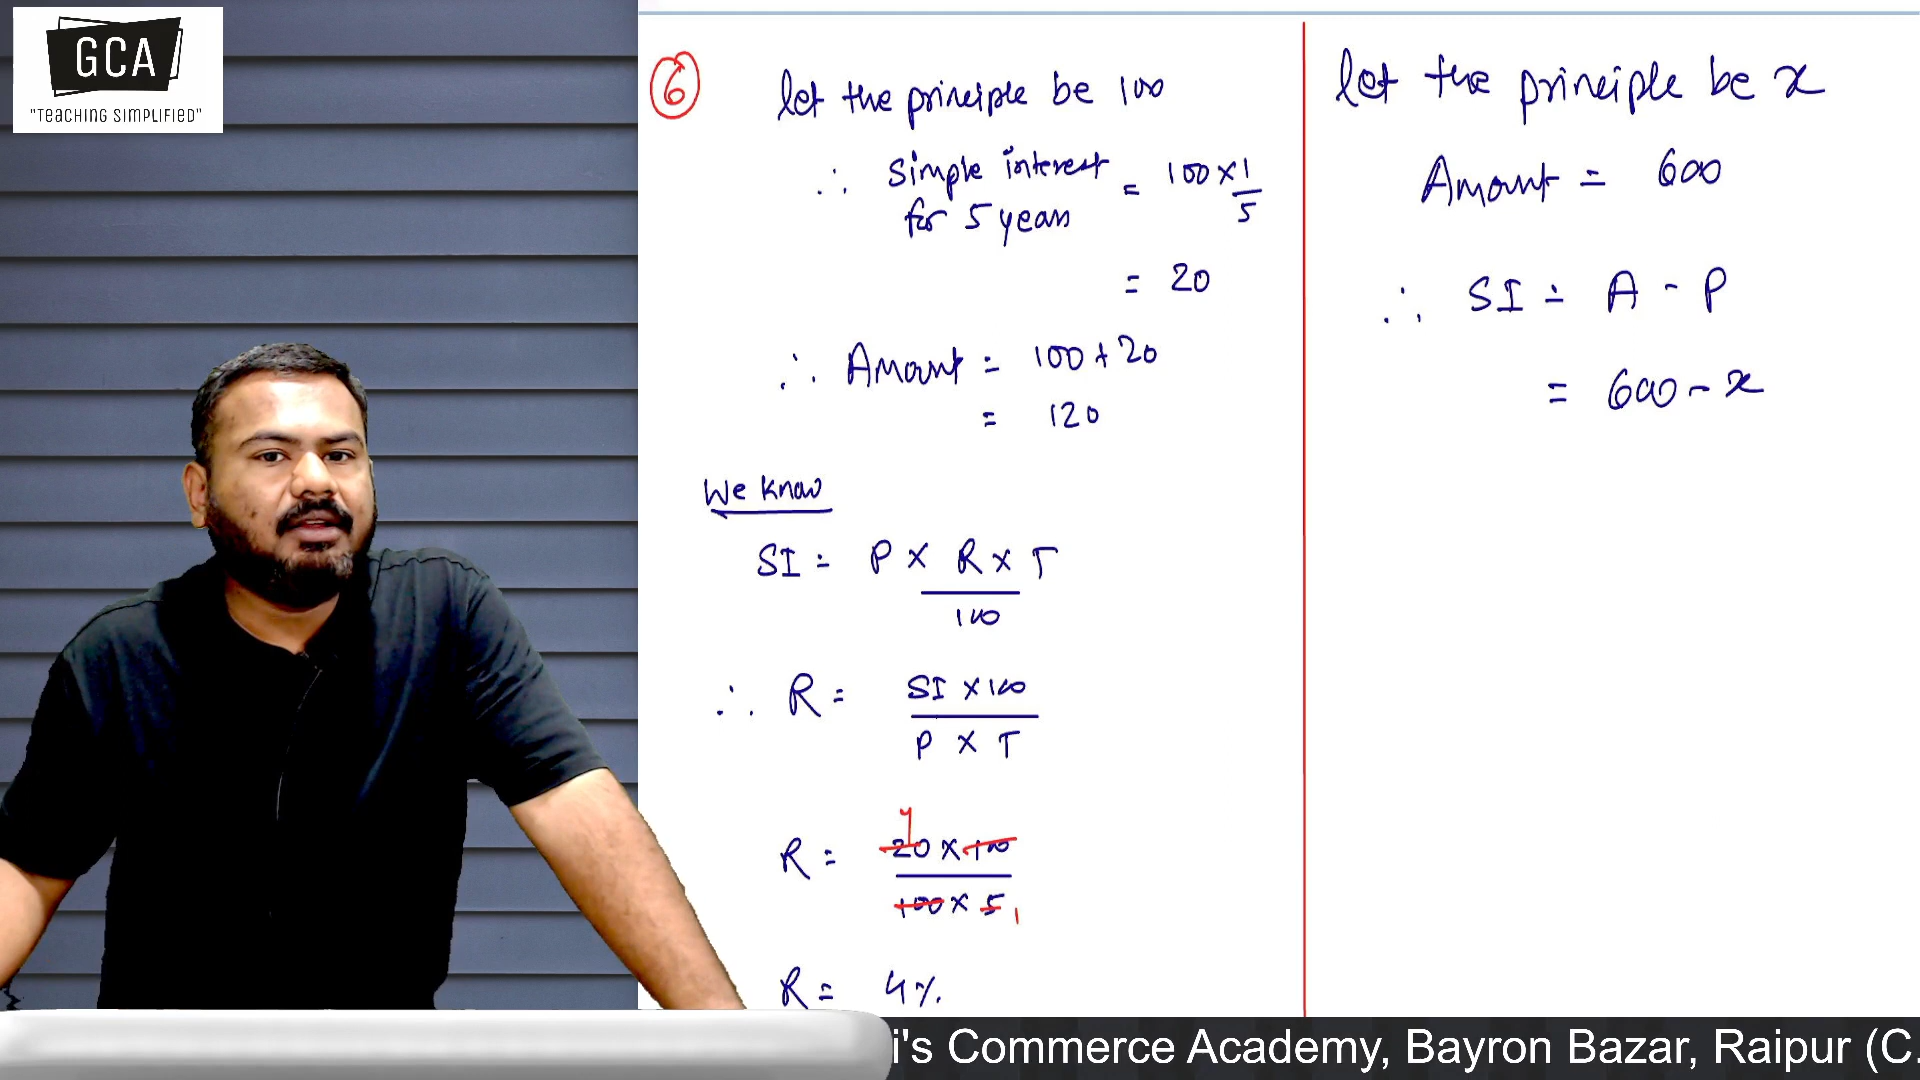 GCA
"Teaching Simplified"
6
let the principle be 100
∴ Simple interest for 5 years = 100 × 1/5
= 20
∴ Amount = 100 + 20
= 120
We know
SI = P × R × T / 100
∴ R = SI × 100 / P × T
R = 20 × 100 / 100 × 5
4
1
R = 4%
let the principle be x
Amount = 600
∴ SI = A - P
= 600 - x
i's Commerce Academy, Bayron Bazar, Raipur (C.